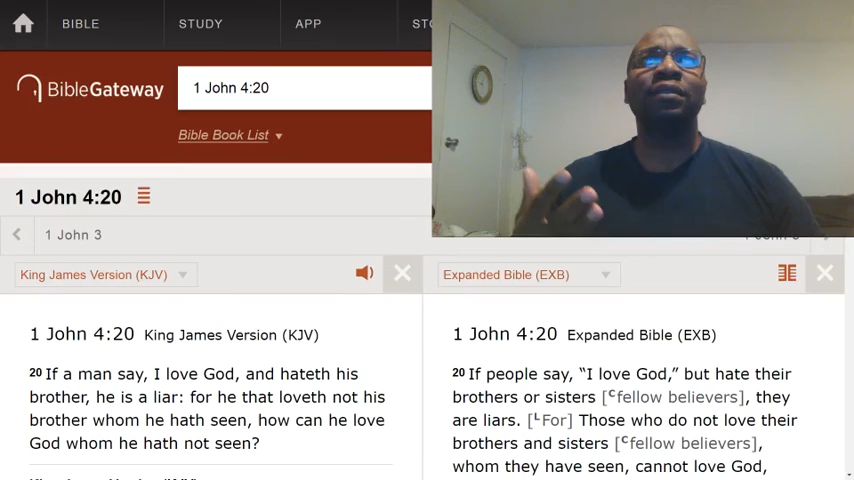 BIBLE STUDY APP
BibleGateway
1 John 4:20
Bible Book List
1 John 4:20
1 John 3
King James Version (KJV)
1 John 4:20 King James Version (KJV)
20 If a man say, I love God, and hateth his
brother, he is a liar: for he that loveth not his
brother whom he hath seen, how can he love
God whom he hath not seen?
Expanded Bible (EXB)
1 John 4:20 Expanded Bible (EXB)
20 If people say, “I love God,” but hate their
brothers or sisters [C fellow believers], they
are liars. [L For] Those who do not love their
brothers and sisters [C fellow believers],
whom they have seen, cannot love God,